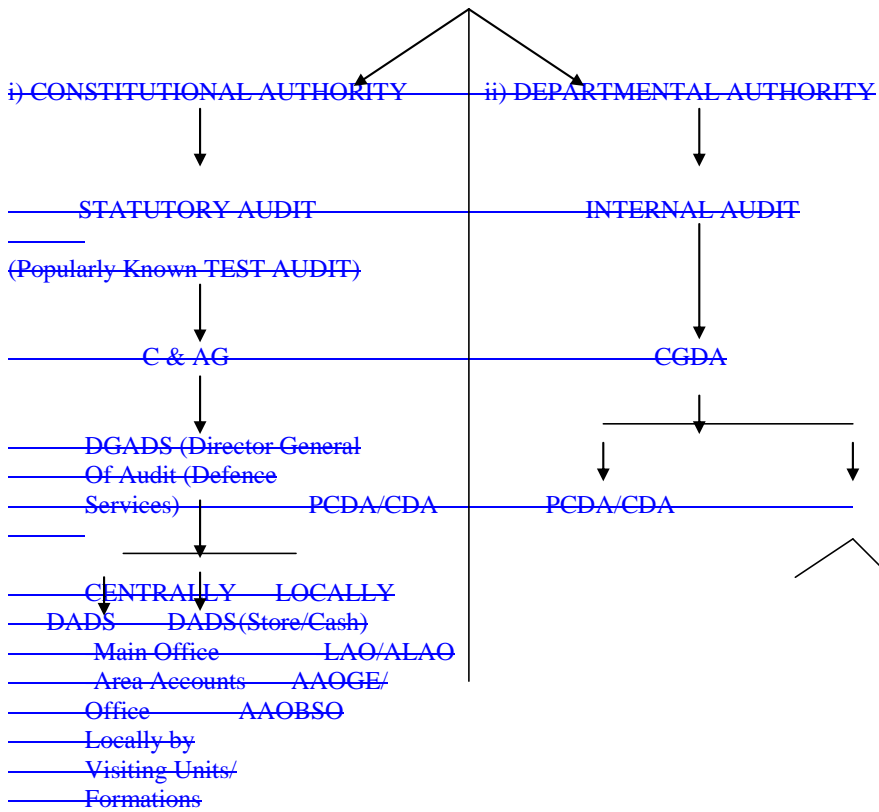 i) CONSTITUTIONAL AUTHORITY ii) DEPARTMENTAL AUTHORITY
STATUTORY AUDIT INTERNAL AUDIT
(Popularly Known TEST AUDIT)
C & AG CGDA
DGADS (Director General
Of Audit (Defence
Services) PCDA/CDA PCDA/CDA
CENTRALLY LOCALLY
DADS DADS(Store/Cash)
Main Office LAO/ALAO
Area Accounts AAOGE/
Office AAOBSO
Locally by
Visiting Units/
Formations